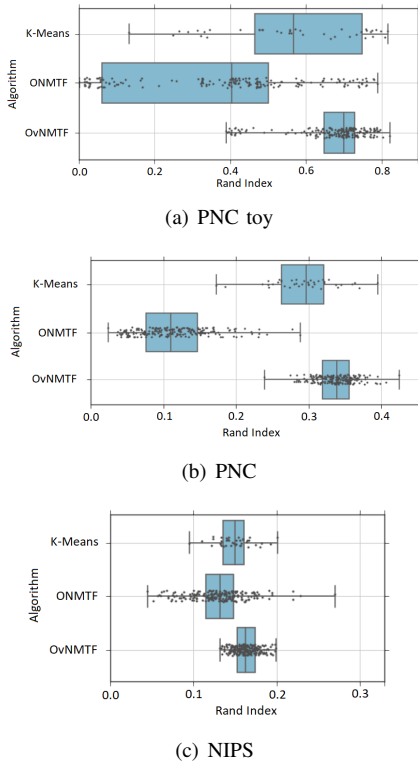 K-Means
ONMTF
OvNMTF
Algorithm
0.0 0.2 0.4 0.6 0.8
Rand Index
(a) PNC toy
K-Means
ONMTF
OvNMTF
Algorithm
0.0 0.1 0.2 0.3 0.4
Rand Index
(b) PNC
K-Means
ONMTF
OvNMTF
Algorithm
0.0 0.1 0.2 0.3
Rand Index
(c) NIPS